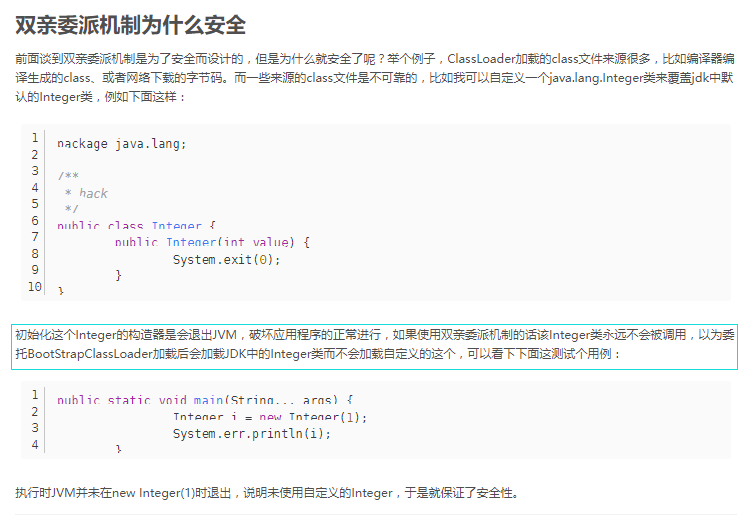 双亲委派机制为什么安全
前面谈到双亲委派机制是为了安全而设计的，但是为什么就安全了呢？举个例子，ClassLoader加载的class文件来源很多，比如编译器编
译生成的class、或者网络下载的字节码。而一些来源的class文件是不可靠的，比如我可以自定义一个java.lang.Integer类来覆盖jdk中默
认的Integer类，例如下面这样：
1 package java.lang;
2
3 /**
4 * hack
5 */
6 public class Integer {
7 public Integer(int value) {
8 System.exit(0);
9 }
10 }
初始化这个Integer的构造器是会退出JVM，破坏应用程序的正常进行，如果使用双亲委派机制的话该Integer类永远不会被调用，以为委
托BootStrapClassLoader加载后会加载JDK中的Integer类而不会加载自定义的这个，可以看下下面这测试个用例：
1 public static void main(String... args) {
2 Integer i = new Integer(1);
3 System.err.println(i);
4 }
执行时JVM并未在new Integer(1)时退出，说明未使用自定义的Integer，于是就保证了安全性。